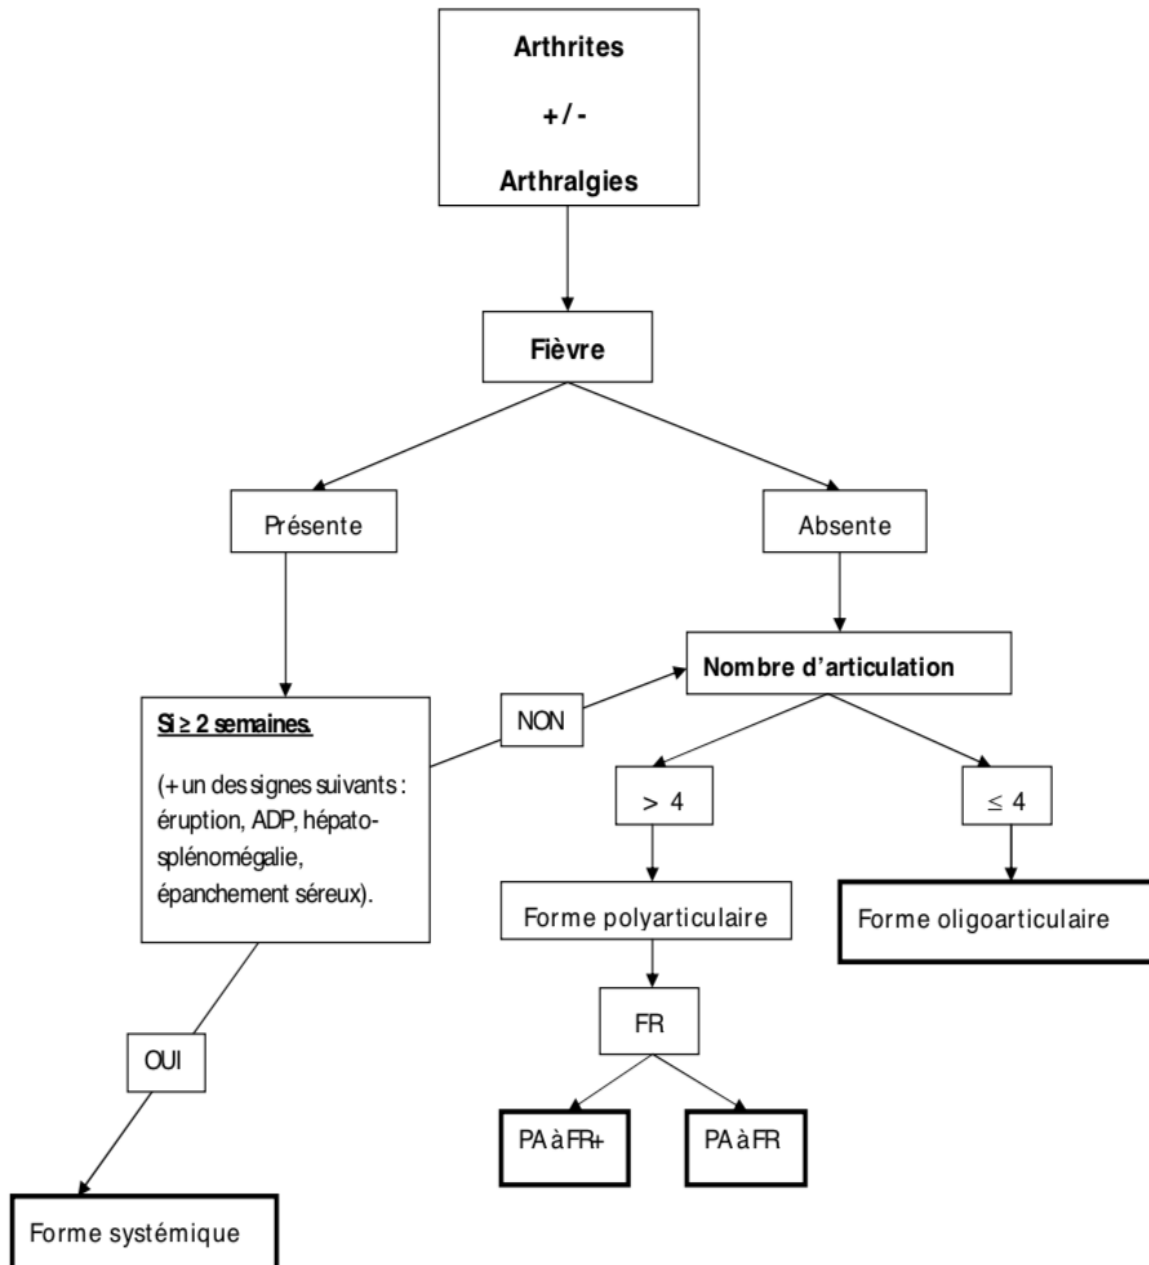 Arthrites
+ / -
Arthralgies
Fièvre
Présente
Absente
Nombre d’articulation
Si ≥ 2 semaines.
(+ un des signes suivants :
éruption, ADP, hépato-
splénomégalie,
épanchement séreux).
NON
> 4
≤ 4
Forme polyarticulaire
Forme oligoarticulaire
FR
OUI
PA à FR+
PA à FR
Forme systémique